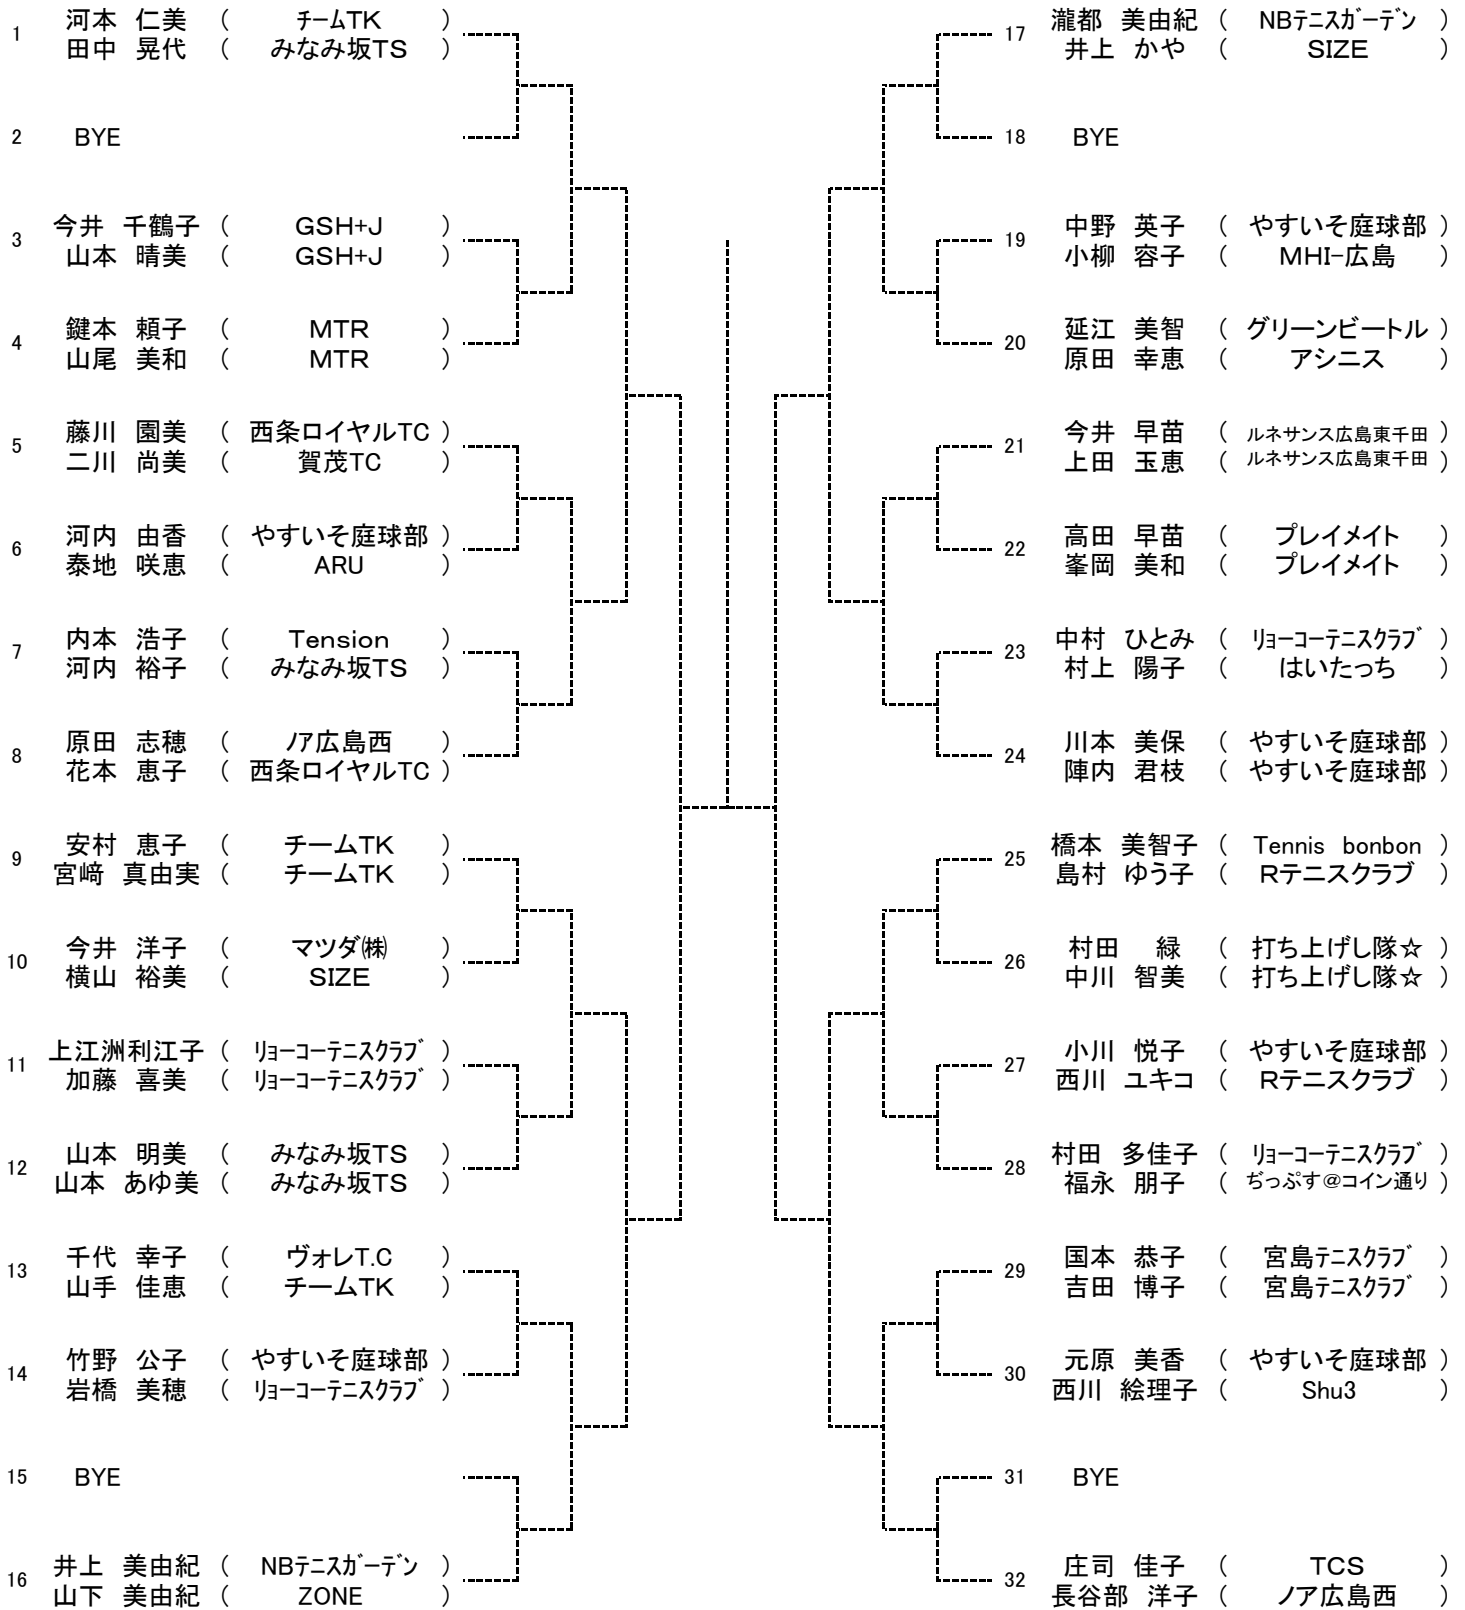 1 河本 仁美 ( ﾁｰﾑTK )
田中 晃代 ( みなみ坂TS )
2 BYE
3 今井 千鶴子 ( GSH+J )
山本 晴美 ( GSH+J )
4 鍵本 頼子 ( MTR )
山尾 美和 ( MTR )
5 藤川 園美 ( 西条ロイヤルTC )
二川 尚美 ( 賀茂TC )
6 河内 由香 ( やすいそ庭球部 )
泰地 咲恵 ( ARU )
7 内本 浩子 ( Tension )
河内 裕子 ( みなみ坂TS )
8 原田 志穂 ( ﾉｱ広島西 )
花本 恵子 ( 西条ロイヤルTC )
9 安村 恵子 ( チームTK )
宮﨑 真由実 ( チームTK )
10 今井 洋子 ( マツダ㈱ )
横山 裕美 ( SIZE )
11 上江洲利江子 ( ﾘｮｰｺｰﾃﾆｽｸﾗﾌﾞ )
加藤 喜美 ( ﾘｮｰｺｰﾃﾆｽｸﾗﾌﾞ )
12 山本 明美 ( みなみ坂TS )
山本 あゆ美 ( みなみ坂TS )
13 千代 幸子 ( ヴォレT.C )
山手 佳恵 ( チームTK )
14 竹野 公子 ( やすいそ庭球部 )
岩橋 美穂 ( ﾘｮｰｺｰﾃﾆｽｸﾗﾌﾞ )
15 BYE
16 井上 美由紀 ( NBﾃﾆｽｶﾞｰﾃﾞﾝ )
山下 美由紀 ( ZONE )
17 瀧都 美由紀 ( NBﾃﾆｽｶﾞｰﾃﾞﾝ )
井上 かや ( SIZE )
18 BYE
19 中野 英子 ( やすいそ庭球部 )
小柳 容子 ( MHI-広島 )
20 延江 美智 ( グリーンビートル )
原田 幸恵 ( アシニス )
21 今井 早苗 ( ルネサンス広島東千田 )
上田 玉恵 ( ルネサンス広島東千田 )
22 高田 早苗 ( プレイメイト )
峯岡 美和 ( プレイメイト )
23 中村 ひとみ ( ﾘｮｰｺｰﾃﾆｽｸﾗﾌﾞ )
村上 陽子 ( はいたっち )
24 川本 美保 ( やすいそ庭球部 )
陣内 君枝 ( やすいそ庭球部 )
25 橋本 美智子 ( Tennis bonbon )
島村 ゆう子 ( Rテニスクラブ )
26 村田 緑 ( 打ち上げし隊☆ )
中川 智美 ( 打ち上げし隊☆ )
27 小川 悦子 ( やすいそ庭球部 )
西川 ユキコ ( Rテニスクラブ )
28 村田 多佳子 ( ﾘｮｰｺｰﾃﾆｽｸﾗﾌﾞ )
福永 朋子 ( ぢっぷす＠コイン通り )
29 国本 恭子 ( 宮島ﾃﾆｽｸﾗﾌﾞ )
吉田 博子 ( 宮島ﾃﾆｽｸﾗﾌﾞ )
30 元原 美香 ( やすいそ庭球部 )
西川 絵理子 ( Shu3 )
31 BYE
32 庄司 佳子 ( TCS )
長谷部 洋子 ( ノア広島西 )